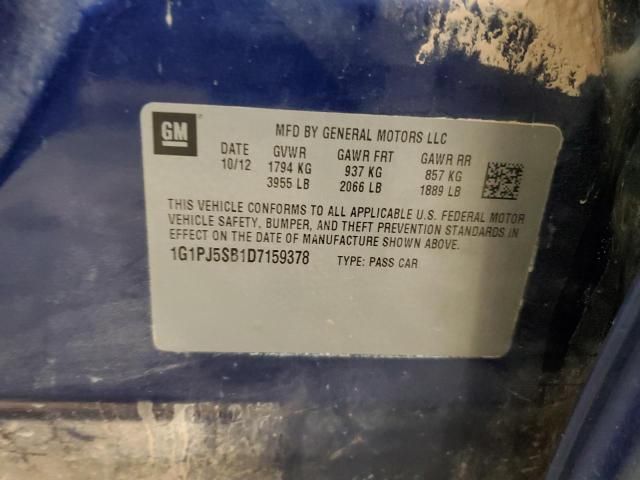 GM
MFD BY GENERAL MOTORS LLC
DATE GVWR GAWR FRT GAWR RR
10/12 1794 KG 937 KG 857 KG
3955 LB 2066 LB 1889 LB
THIS VEHICLE CONFORMS TO ALL APPLICABLE U.S. FEDERAL MOTOR
VEHICLE SAFETY, BUMPER, AND THEFT PREVENTION STANDARDS IN
EFFECT ON THE DATE OF MANUFACTURE SHOWN ABOVE.
1G1PJ5SB1D7159378 TYPE: PASS CAR